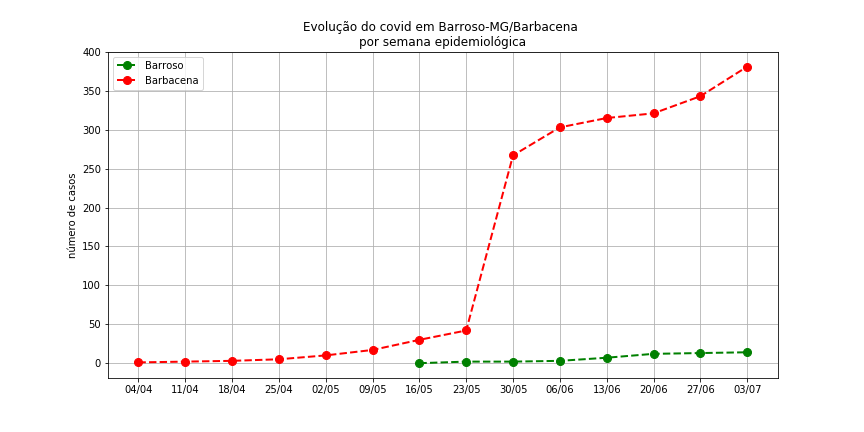 Evolução do covid em Barroso-MG/Barbacena
por semana epidemiológica
Barroso
Barbacena
número de casos
400
350
300
250
200
150
100
50
0
04/04 11/04 18/04 25/04 02/05 09/05 16/05 23/05 30/05 06/06 13/06 20/06 27/06 03/07